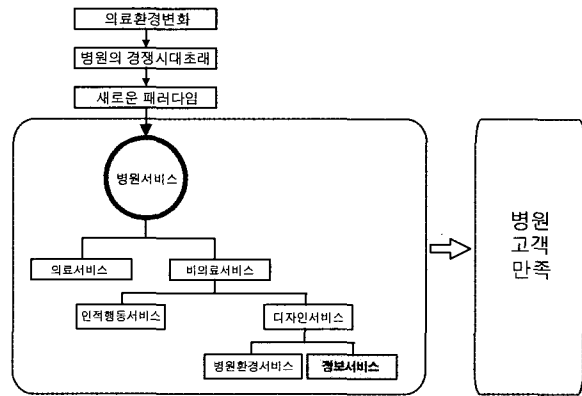 의료환경변화
병원의 경쟁시대초래
새로운 패러다임
병원서비스
의료서비스
비의료서비스
인적행동서비스
디자인서비스
병원환경서비스
정보서비스
병원
고객
만족